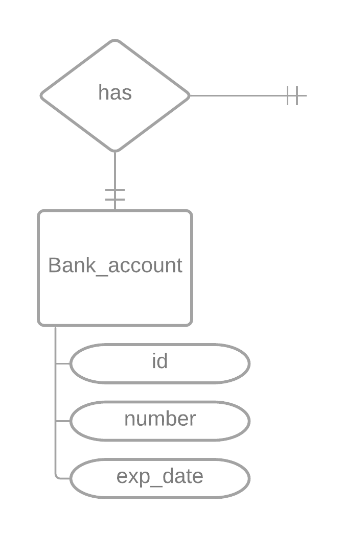 has
Bank_account
id
number
exp_date